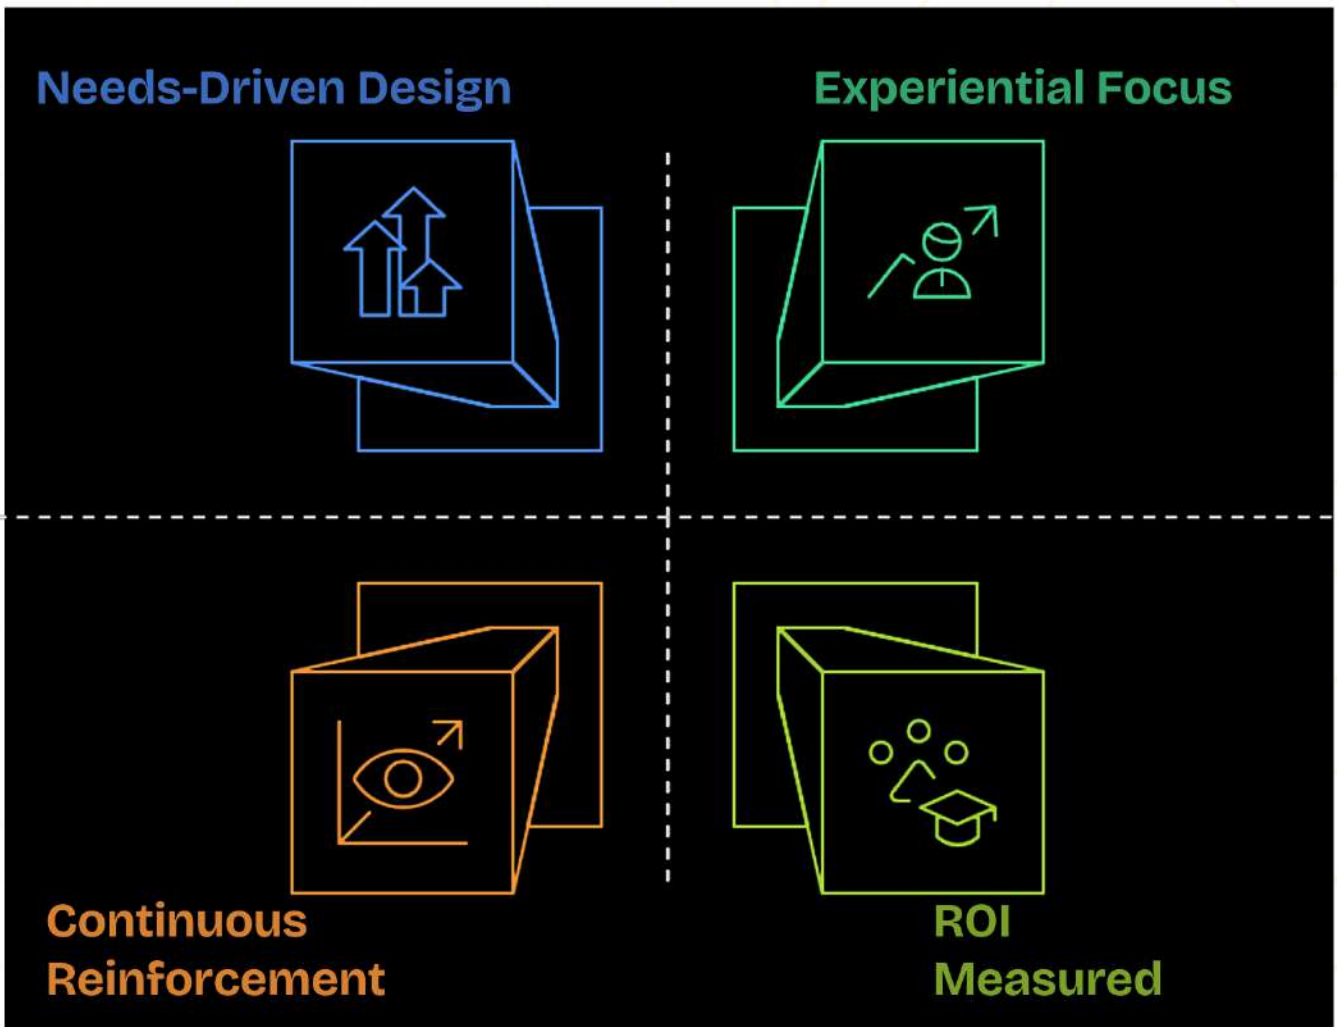 Needs-Driven Design
Experiential Focus
Continuous
Reinforcement
ROI
Measured